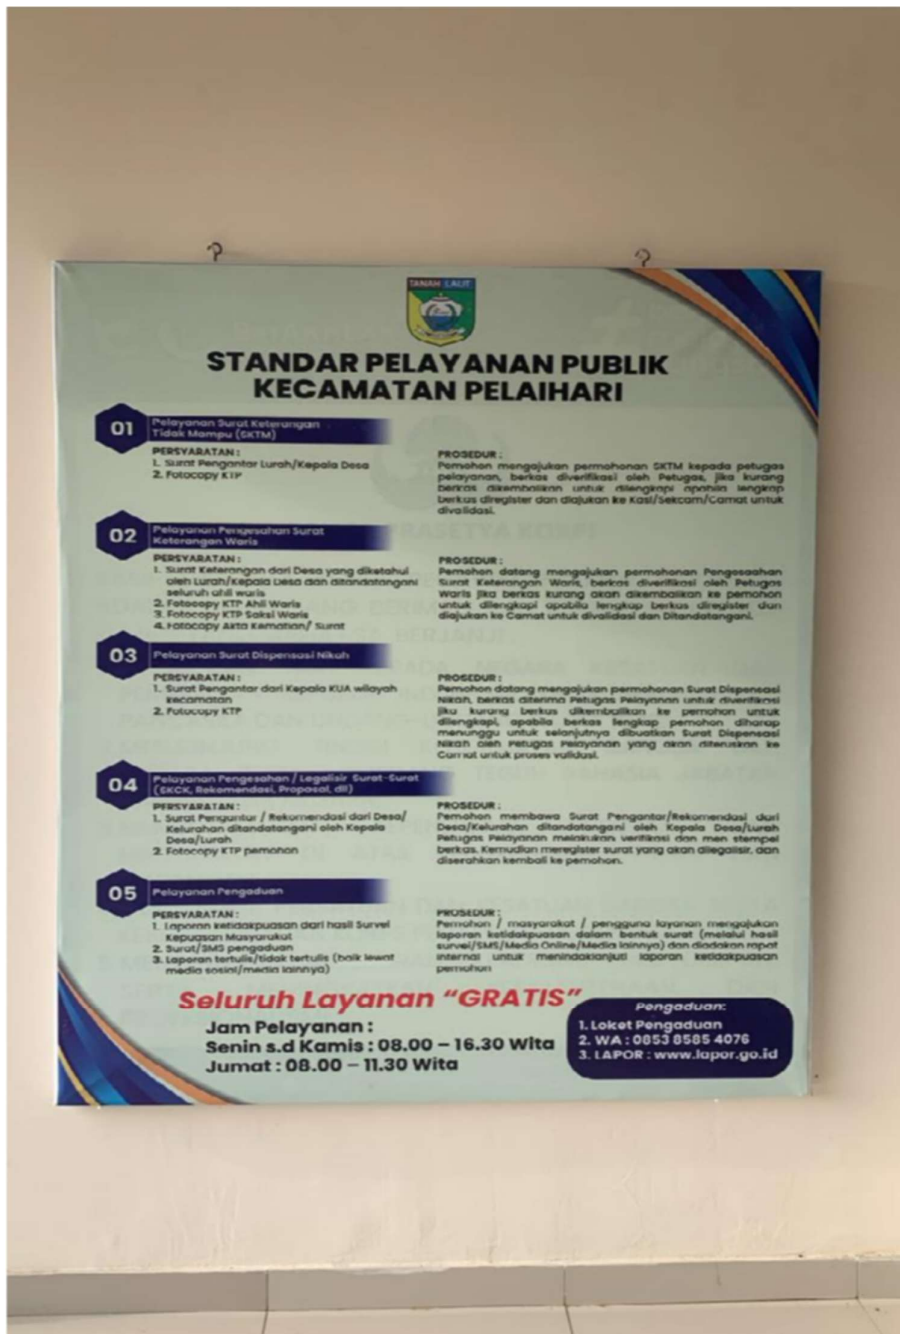 TANAH LAUT
STANDAR PELAYANAN PUBLIK
KECAMATAN PELAIHARI
01
Pelayanan Surat Keterangan
Tidak Mampu (SKTM)
PERSYARATAN :
1. Surat Pengantar Lurah/Kepala Desa
2. Fotocopy KTP
PROSEDUR :
Pemohon mengajukan permohonan SKTM kepada petugas
pelayanan, berkas diverifikasi oleh Petugas, jika kurang
berkas dikembalikan untuk dilengkapi apabila lengkap
berkas diregister dan diajukan ke Kasi/Sekcam/Camat untuk
divalidasi.
02
Pelayanan Pengesahan Surat
Keterangan Waris
PERSYARATAN :
1. Surat Keterangan dari Desa yang diketahui
oleh Lurah/Kepala Desa dan ditandatangani
seluruh ahli waris
2. Fotocopy KTP Ahli Waris
3. Fotocopy KTP Saksi Waris
4. Fotocopy Akta Kematian/ Surat
PROSEDUR :
Pemohon datang mengajukan permohonan Pengesaahan
Surat Keterangan Waris, berkas diverifikasi oleh Petugas
Waris jika berkas kurang akan dikembalikan ke pemohon
untuk dilengkapi apabila lengkap berkas diregister dan
diajukan ke Camat untuk divalidasi dan Ditandatangani.
03
Pelayanan Surat Dispensasi Nikah
PERSYARATAN :
1. Surat Pengantar dari Kepala KUA wilayah
kecamatan
2. Fotocopy KTP
PROSEDUR :
Pemohon datang mengajukan permohonan Surat Dispensasi
Nikah, berkas diterima Petugas Pelayanan untuk diverifikasi
jika kurang berkas dikembalikan ke pemohon untuk
dilengkapi, apabila berkas lengkap pemohon diharap
menunggu untuk selanjutnya dibuatkan Surat Dispensasi
Nikah oleh Petugas Pelayanan yang akan diteruskan ke
Camat untuk proses validasi.
04
Pelayanan Pengesahan / Legalisir Surat-Surat
(SKCK, Rekomendasi, Proposal, dll)
PERSYARATAN :
1. Surat Pengantar / Rekomendasi dari Desa/
Kelurahan ditandatangani oleh Kepala
Desa/Lurah
2. Fotocopy KTP pemohon
PROSEDUR :
Pemohon membawa Surat Pengantar/Rekomendasi dari
Desa/Kelurahan ditandatangani oleh Kepala Desa/Lurah
Petugas Pelayanan melakukan verifikasi dan men stempel
berkas. Kemudian meregister surat yang akan dilegalisir, dan
diserahkan kembali ke pemohon.
05
Pelayanan Pengaduan
PERSYARATAN :
1. Laporan ketidakpuasan dari hasil Survei
Kepuasan Masyarakat
2. Surat/SMS pengaduan
3. Laporan tertulis/tidak tertulis (baik lewat
media sosial/media lainnya)
PROSEDUR :
Pemohon / masyarakat / pengguna layanan mengajukan
laporan ketidakpuasan dalam bentuk surat (melalui hasil
survei/SMS/Media Online/Media lainnya) dan diadakan rapat
internal untuk menindaklanjuti laporan ketidakpuasan
pemohon
Seluruh Layanan “GRATIS”
Jam Pelayanan :
Senin s.d Kamis : 08.00 – 16.30 Wita
Jumat : 08.00 – 11.30 Wita
Pengaduan:
1. Loket Pengaduan
2. WA : 0853 8585 4076
3. LAPOR : www.lapor.go.id